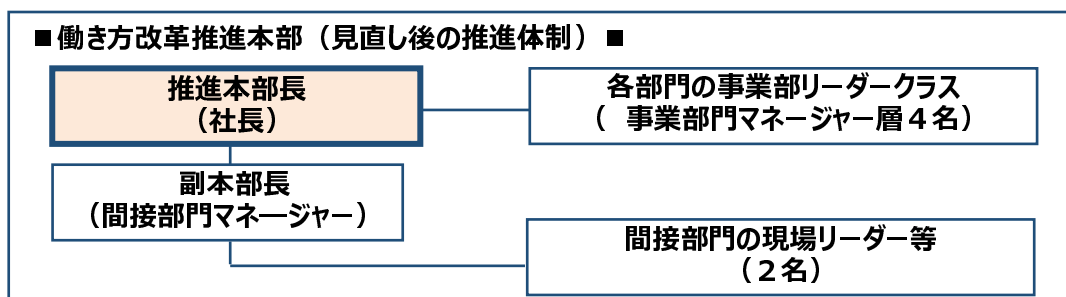 ■働き方改革推進本部（見直し後の推進体制）■
推進本部長
（社長）
各部門の事業部リーダークラス
（ 事業部門マネージャー層４名）
副本部長
（間接部門マネージャー）
間接部門の現場リーダー等
（２名）